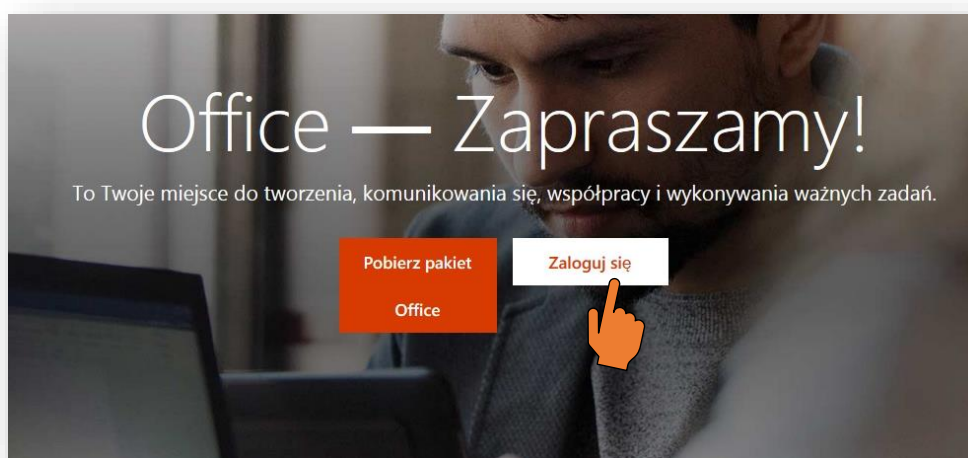 Office — Zapraszamy!
To Twoje miejsce do tworzenia, komunikowania się, współpracy i wykonywania ważnych zadań.
Pobierz pakiet
Office
Zaloguj się